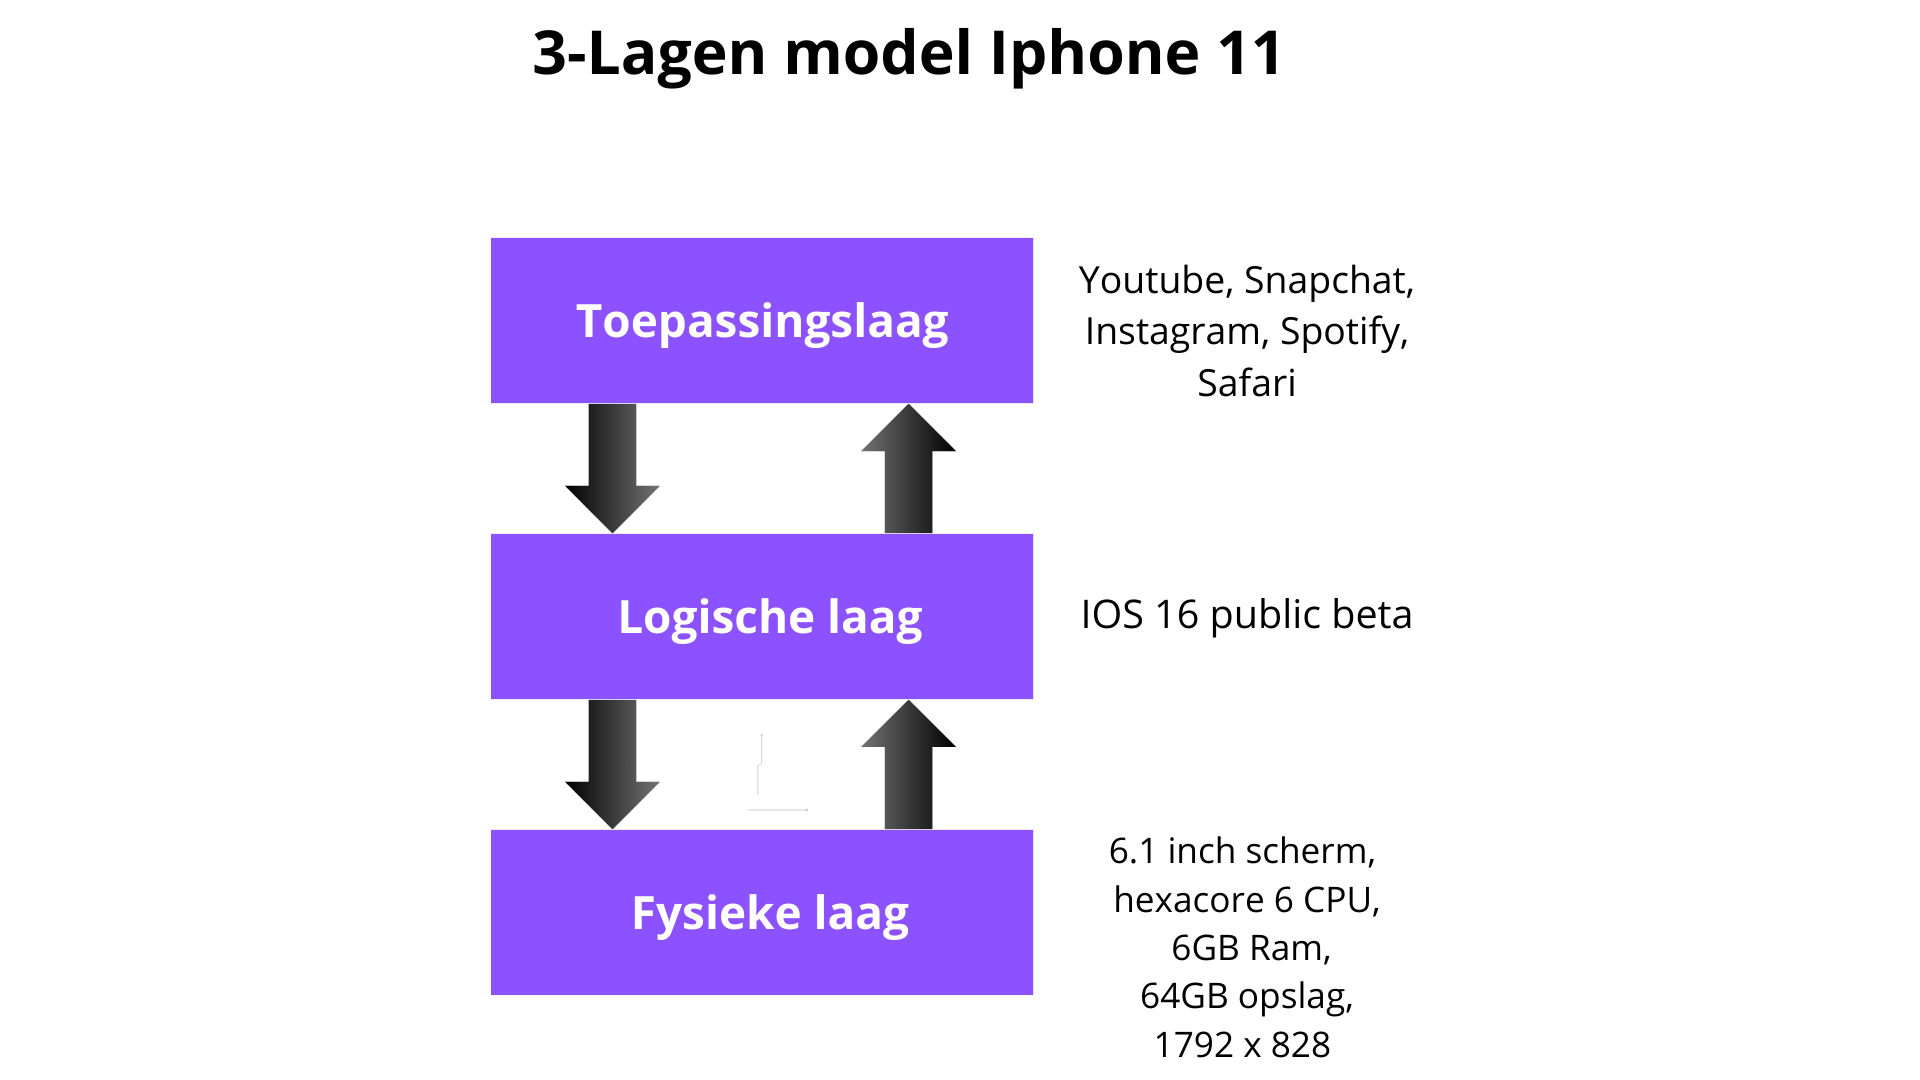 3-Lagen model Iphone 11
Toepassingslaag
Youtube, Snapchat,
Instagram, Spotify,
Safari
Logische laag
IOS 16 public beta
Fysieke laag
6.1 inch scherm,
hexacore 6 CPU,
6GB Ram,
64GB opslag,
1792 x 828